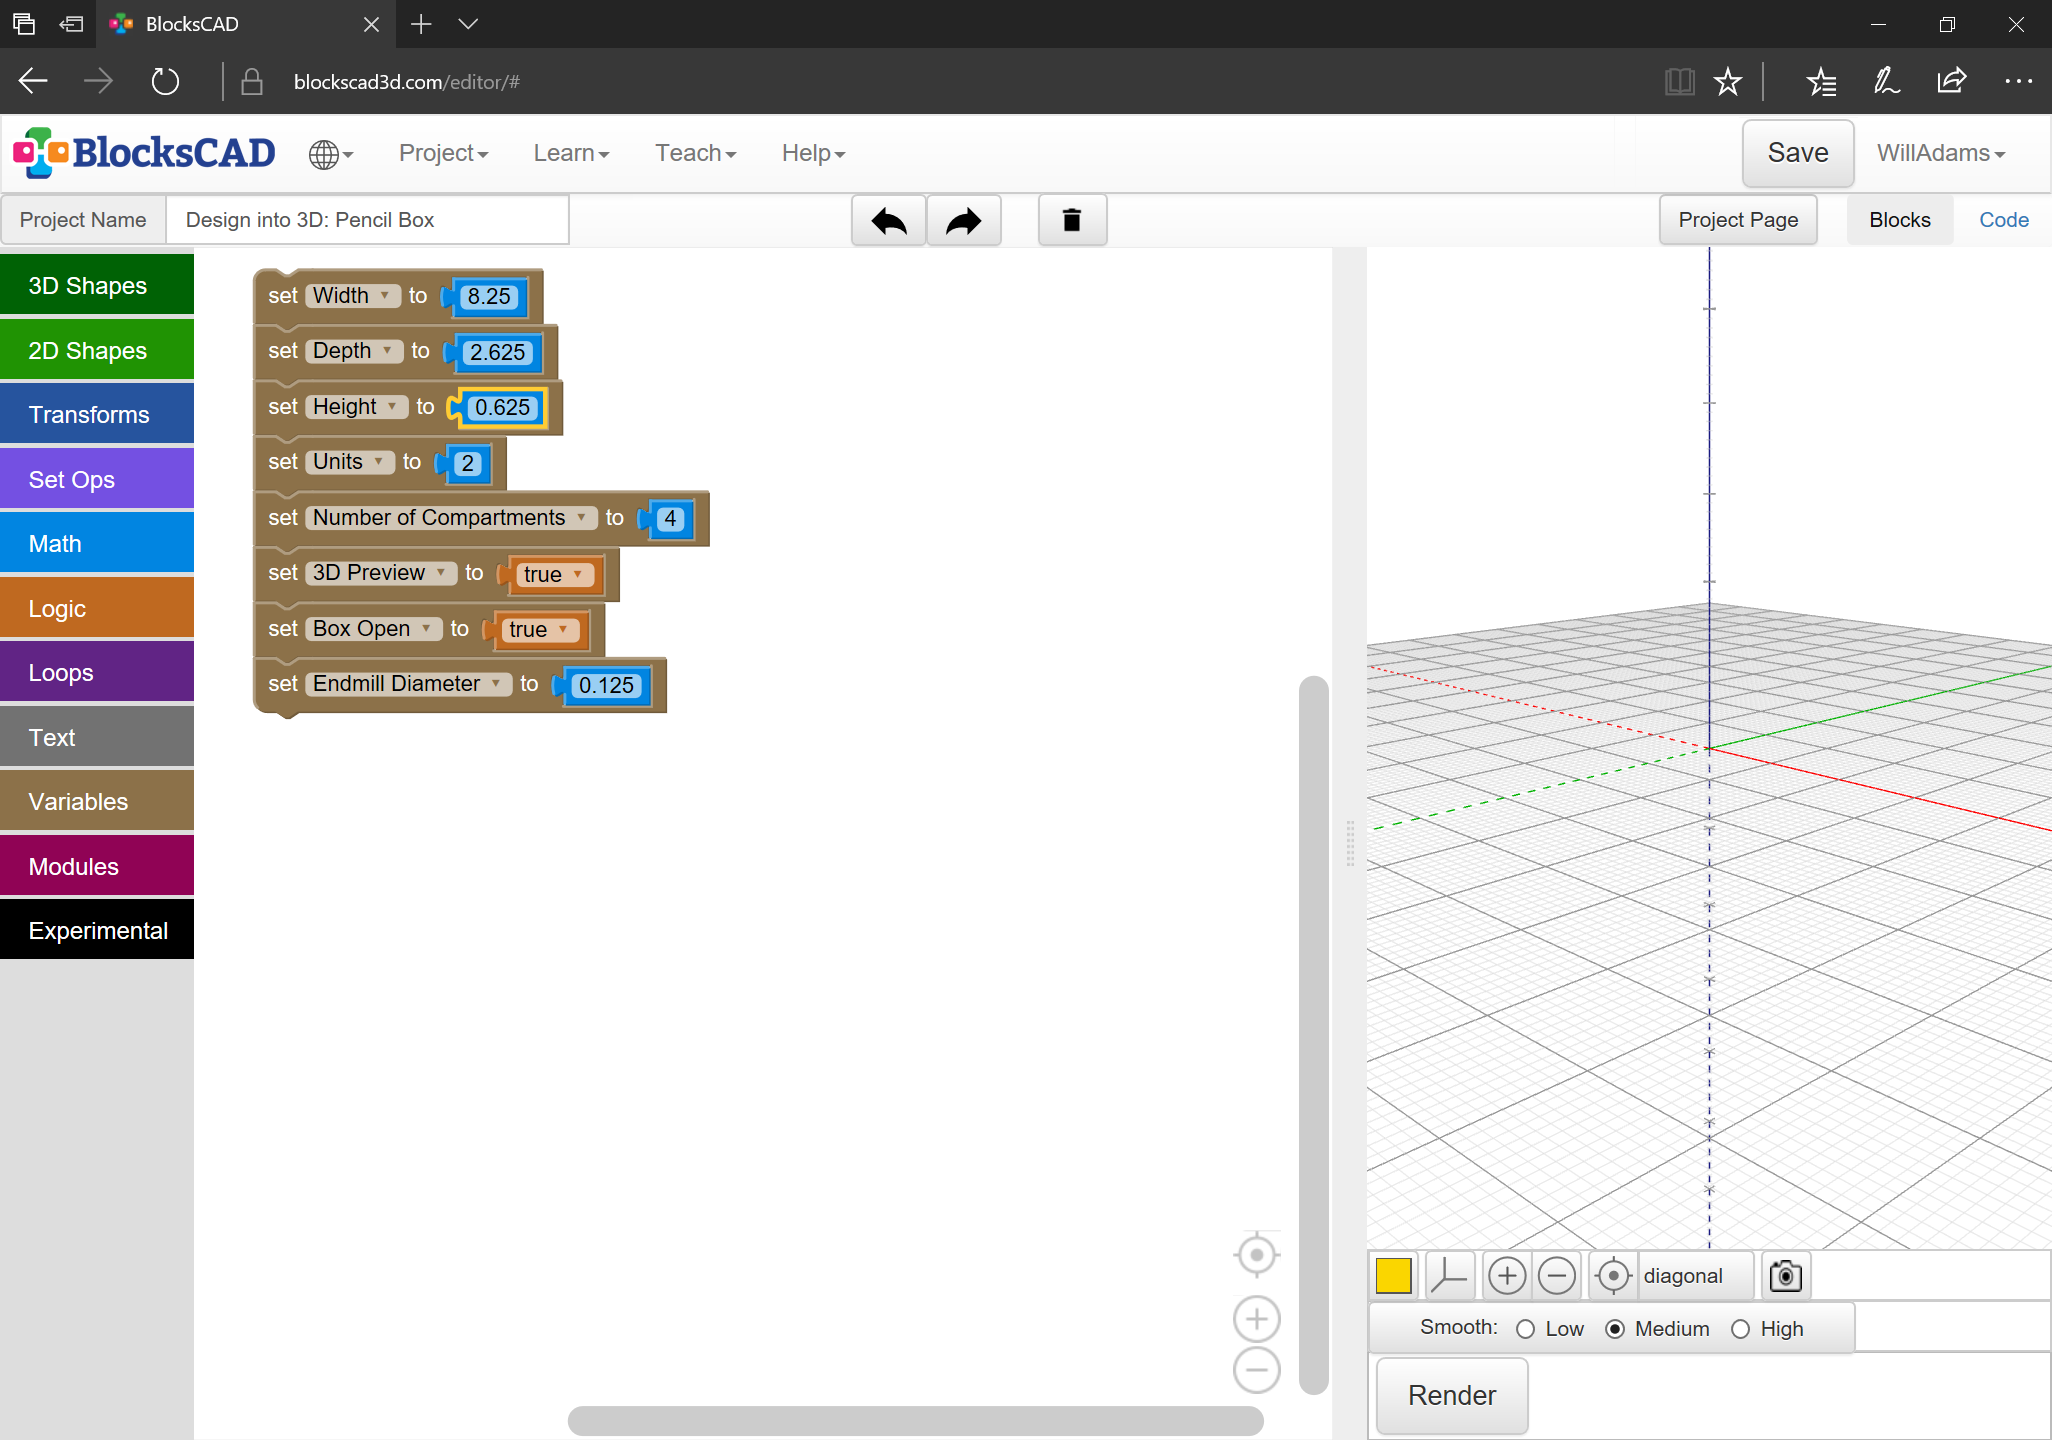 BlocksCAD
blockscad3d.com/editor/#
BlocksCAD Project Learn Teach Help Save WillAdams
Project Name Design into 3D: Pencil Box Project Page Blocks Code
3D Shapes
2D Shapes
Transforms
Set Ops
Math
Logic
Loops
Text
Variables
Modules
Experimental
set Width to 8.25
set Depth to 2.625
set Height to 0.625
set Units to 2
set Number of Compartments to 4
set 3D Preview to true
set Box Open to true
set Endmill Diameter to 0.125
diagonal
Smooth: Low Medium High
Render